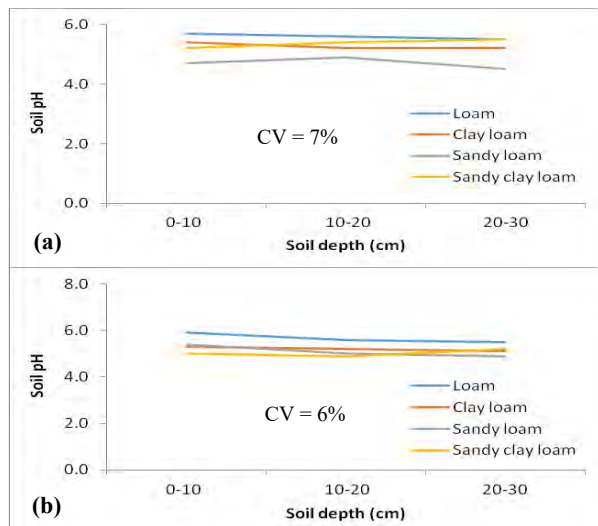 6.0
4.0
2.0
0.0
Soil pH
Loam
Clay loam
Sandy loam
Sandy clay loam
CV = 7%
0-10
10-20
20-30
Soil depth (cm)
(a)
8.0
6.0
4.0
2.0
0.0
Soil pH
Loam
Clay loam
Sandy loam
Sandy clay loam
CV = 6%
0-10
10-20
20-30
Soil depth (cm)
(b)